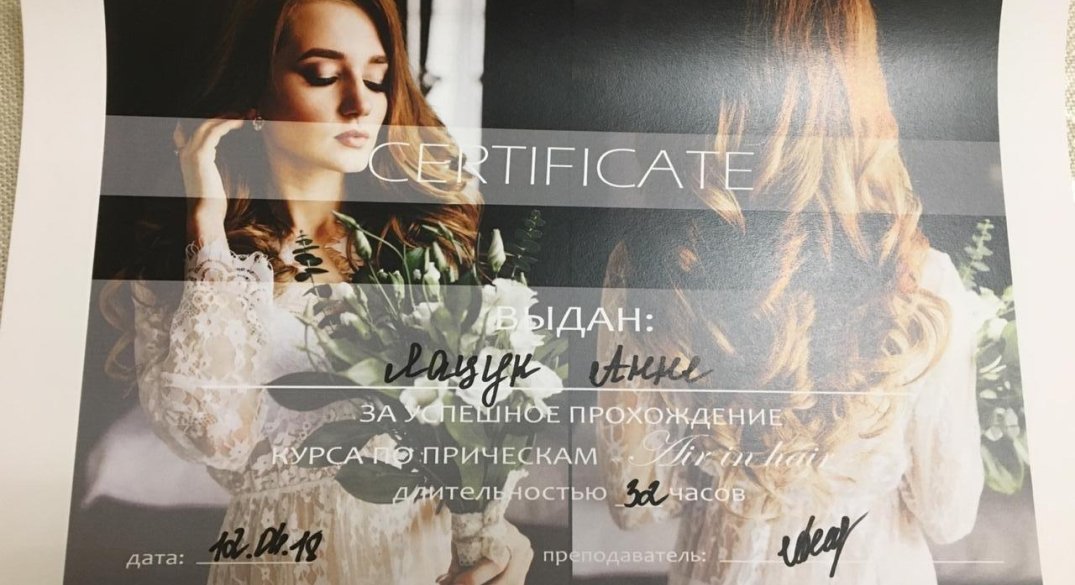 CERTIFICATE
ВЫДАН:
Лацук Анне
ЗА УСПЕШНОЕ ПРОХОЖДЕНИЕ
КУРСА ПО ПРИЧЕСКАМ - Air in hair
ДЛИТЕЛЬНОСТЬЮ 32 часов
дата: 12.04.18 преподаватель: